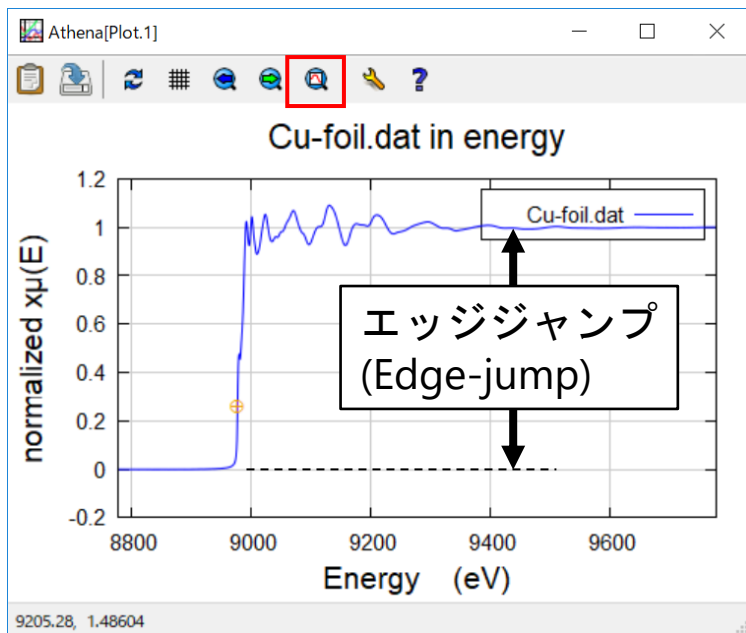 Athena[Plot.1]
Cu-foil.dat in energy
1.2
1
0.8
0.6
0.4
0.2
0
-0.2
normalized xμ(E)
Cu-foil.dat
エッジジャンプ
(Edge-jump)
8800 9000 9200 9400 9600
Energy (eV)
9205.28, 1.48604